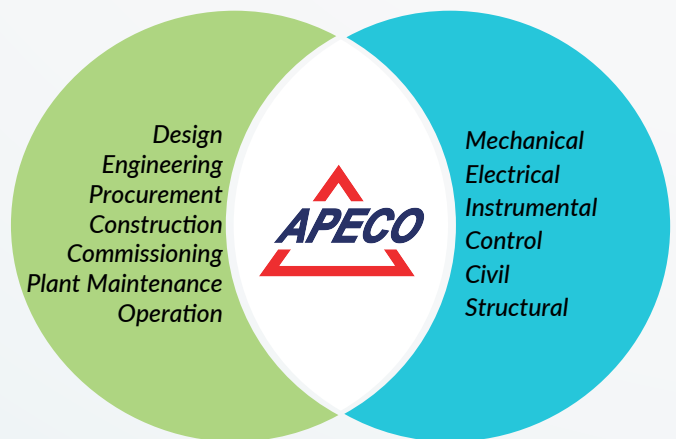 Design
Engineering
Procurement
Construction
Commissioning
Plant Maintenance
Operation
APECO
Mechanical
Electrical
Instrumental
Control
Civil
Structural